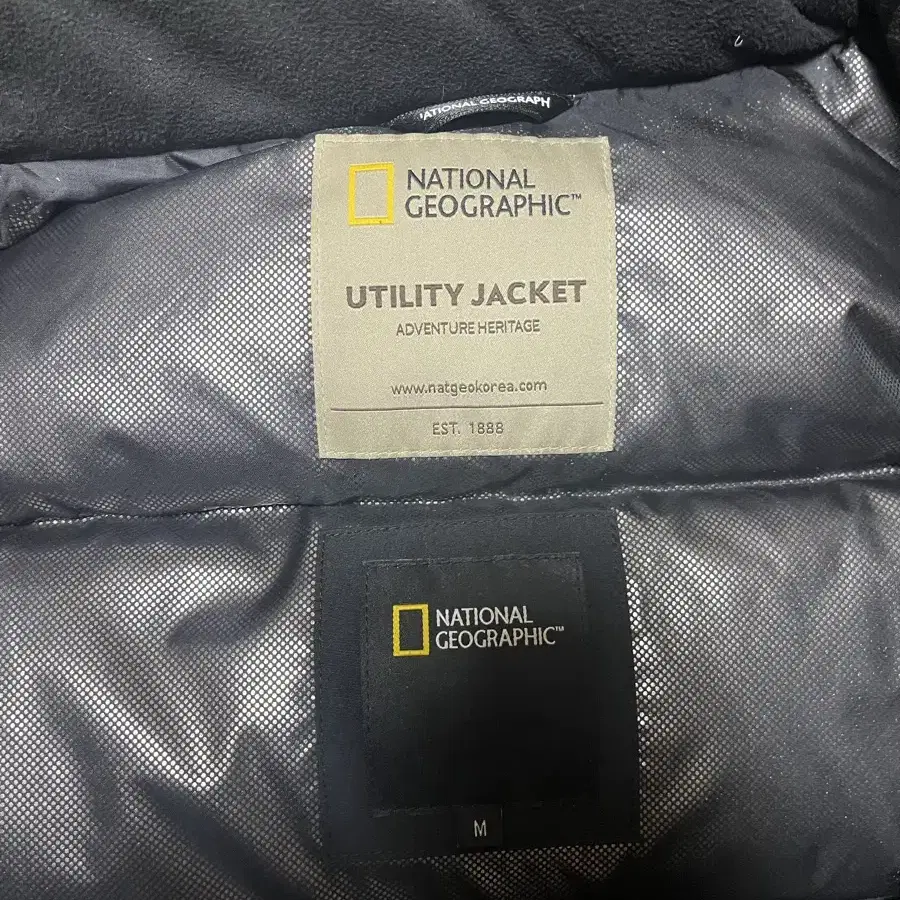 NATIONAL GEOGRAPH
NATIONAL
GEOGRAPHIC™
UTILITY JACKET
ADVENTURE HERITAGE
www.natgeokorea.com
EST. 1888
NATIONAL
GEOGRAPHIC™
M